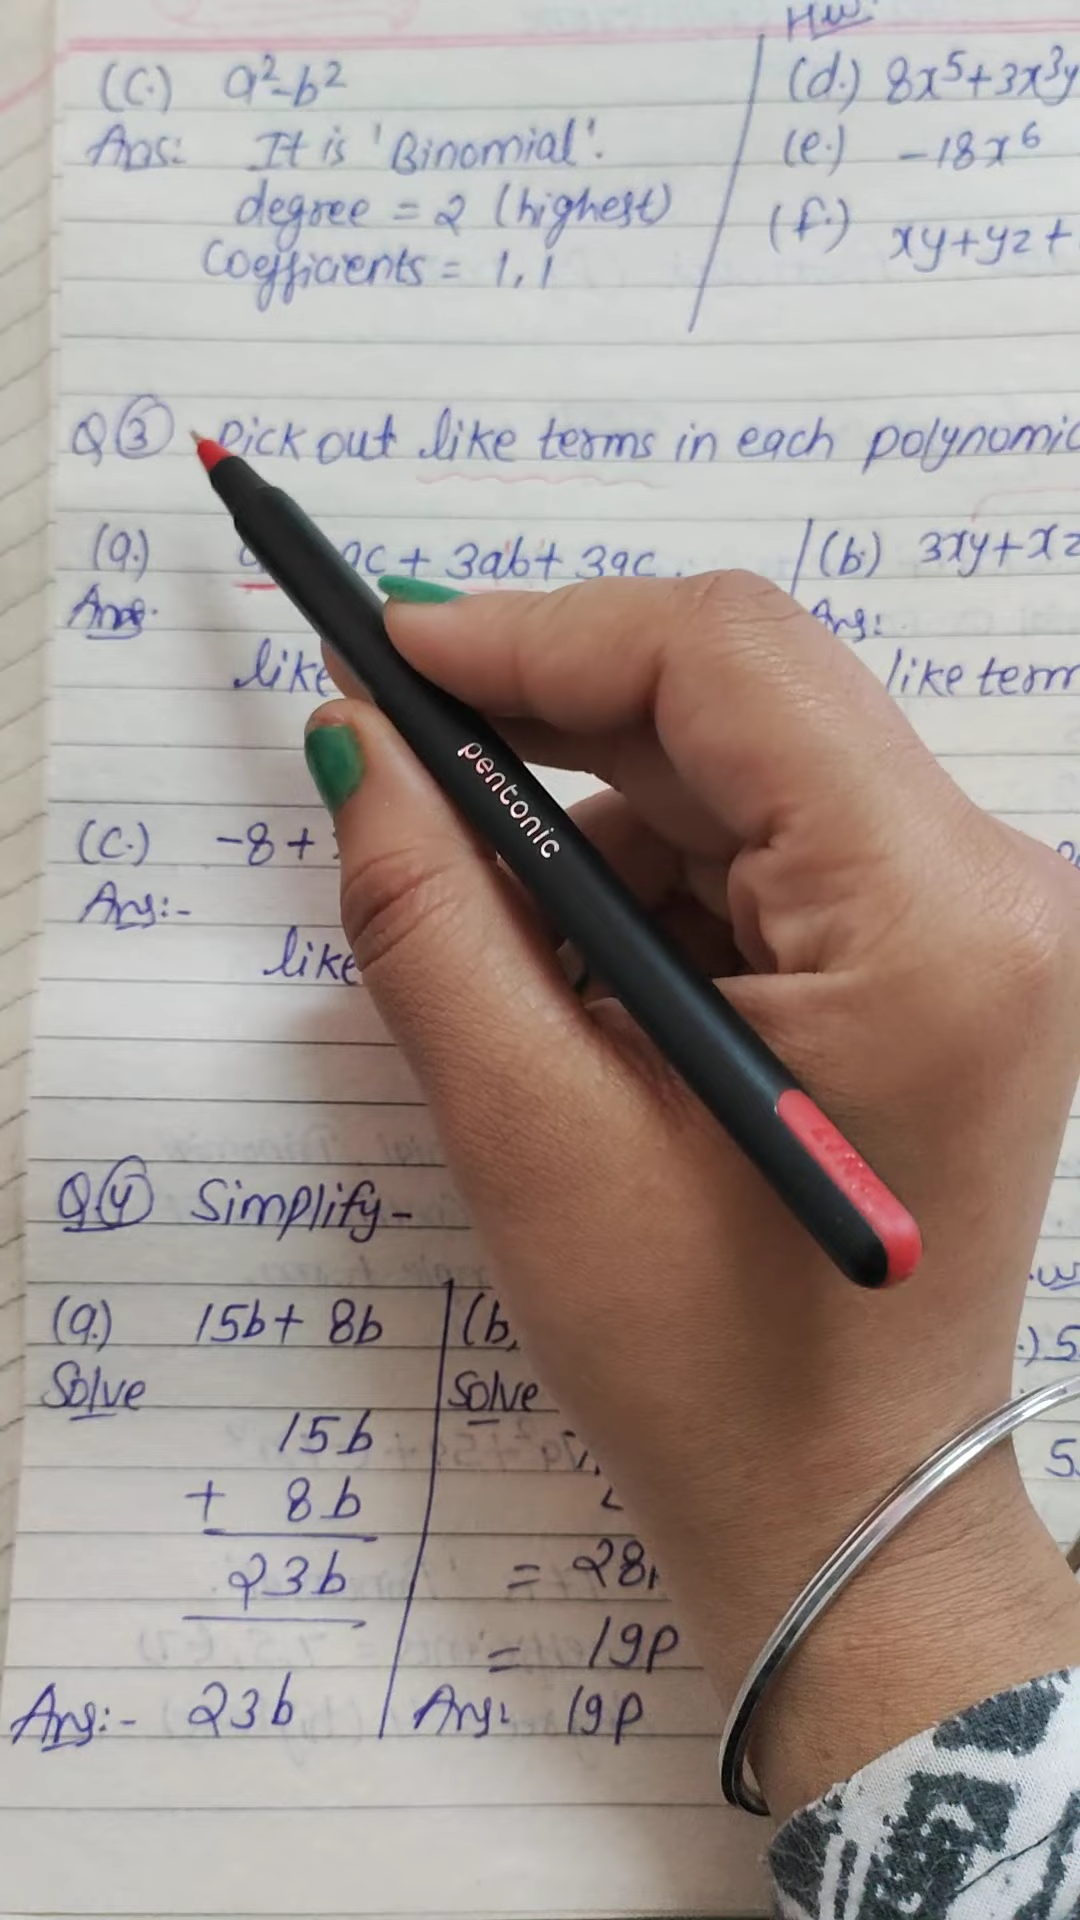 HW:
(C.) a²-b²
Ans: It is 'Binomial'.
degree = 2 (highest)
Coefficients = 1, 1
(d.) 8x⁵+3x³y
(e.) -18x⁶
(f.) xy+yz+
Q③ Pick out like terms in each
(a.) + 3ab + 3ac.
Ans.
like
(b) 3xy+xz
Ans:
like term
(C.) -8+
Ans:-
like
Q④ Simplify-
(a.) 15b + 8b
Solve
15b
+ 8b
23b
Ans:- 23b
(b
Solve
= 28
= 19p
Ans: 19p
pentonic